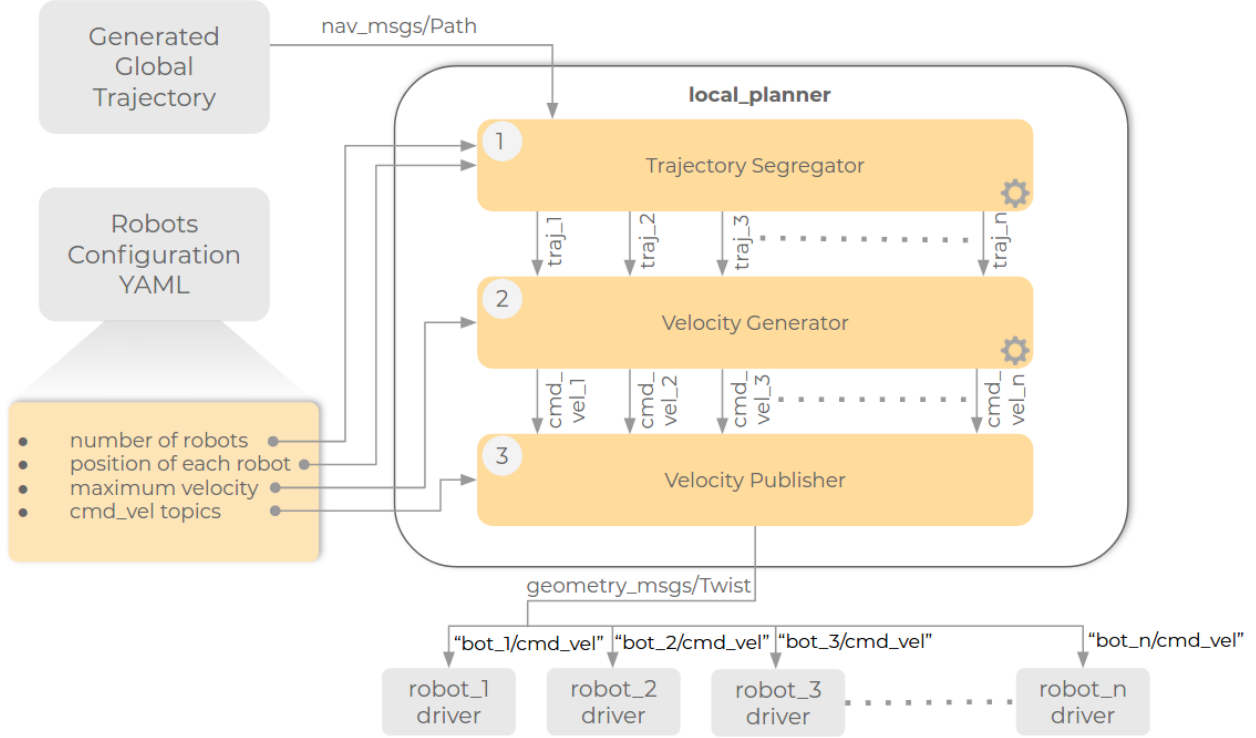 Generated
Global
Trajectory
nav_msgs/Path
local_planner
1
Trajectory Segregator
Robots
Configuration
YAML
traj_1
traj_2
traj_3
traj_n
2
Velocity Generator
cmd_
vel_1
cmd_
vel_2
cmd_
vel_3
cmd_
vel_n
• number of robots
• position of each robot
• maximum velocity
• cmd_vel topics
3
Velocity Publisher
geometry_msgs/Twist
“bot_1/cmd_vel”
“bot_2/cmd_vel”
“bot_3/cmd_vel”
“bot_n/cmd_vel”
robot_1
driver
robot_2
driver
robot_3
driver
robot_n
driver